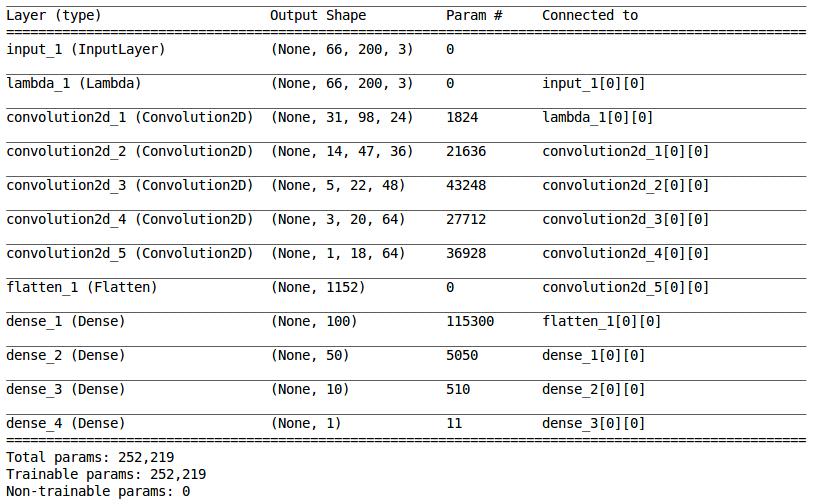 Layer (type) Output Shape Param # Connected to
====================================================================================================
input_1 (InputLayer) (None, 66, 200, 3) 0
lambda_1 (Lambda) (None, 66, 200, 3) 0 input_1[0][0]
convolution2d_1 (Convolution2D) (None, 31, 98, 24) 1824 lambda_1[0][0]
convolution2d_2 (Convolution2D) (None, 14, 47, 36) 21636 convolution2d_1[0][0]
convolution2d_3 (Convolution2D) (None, 5, 22, 48) 43248 convolution2d_2[0][0]
convolution2d_4 (Convolution2D) (None, 3, 20, 64) 27712 convolution2d_3[0][0]
convolution2d_5 (Convolution2D) (None, 1, 18, 64) 36928 convolution2d_4[0][0]
flatten_1 (Flatten) (None, 1152) 0 convolution2d_5[0][0]
dense_1 (Dense) (None, 100) 115300 flatten_1[0][0]
dense_2 (Dense) (None, 50) 5050 dense_1[0][0]
dense_3 (Dense) (None, 10) 510 dense_2[0][0]
dense_4 (Dense) (None, 1) 11 dense_3[0][0]
====================================================================================================
Total params: 252,219
Trainable params: 252,219
Non-trainable params: 0